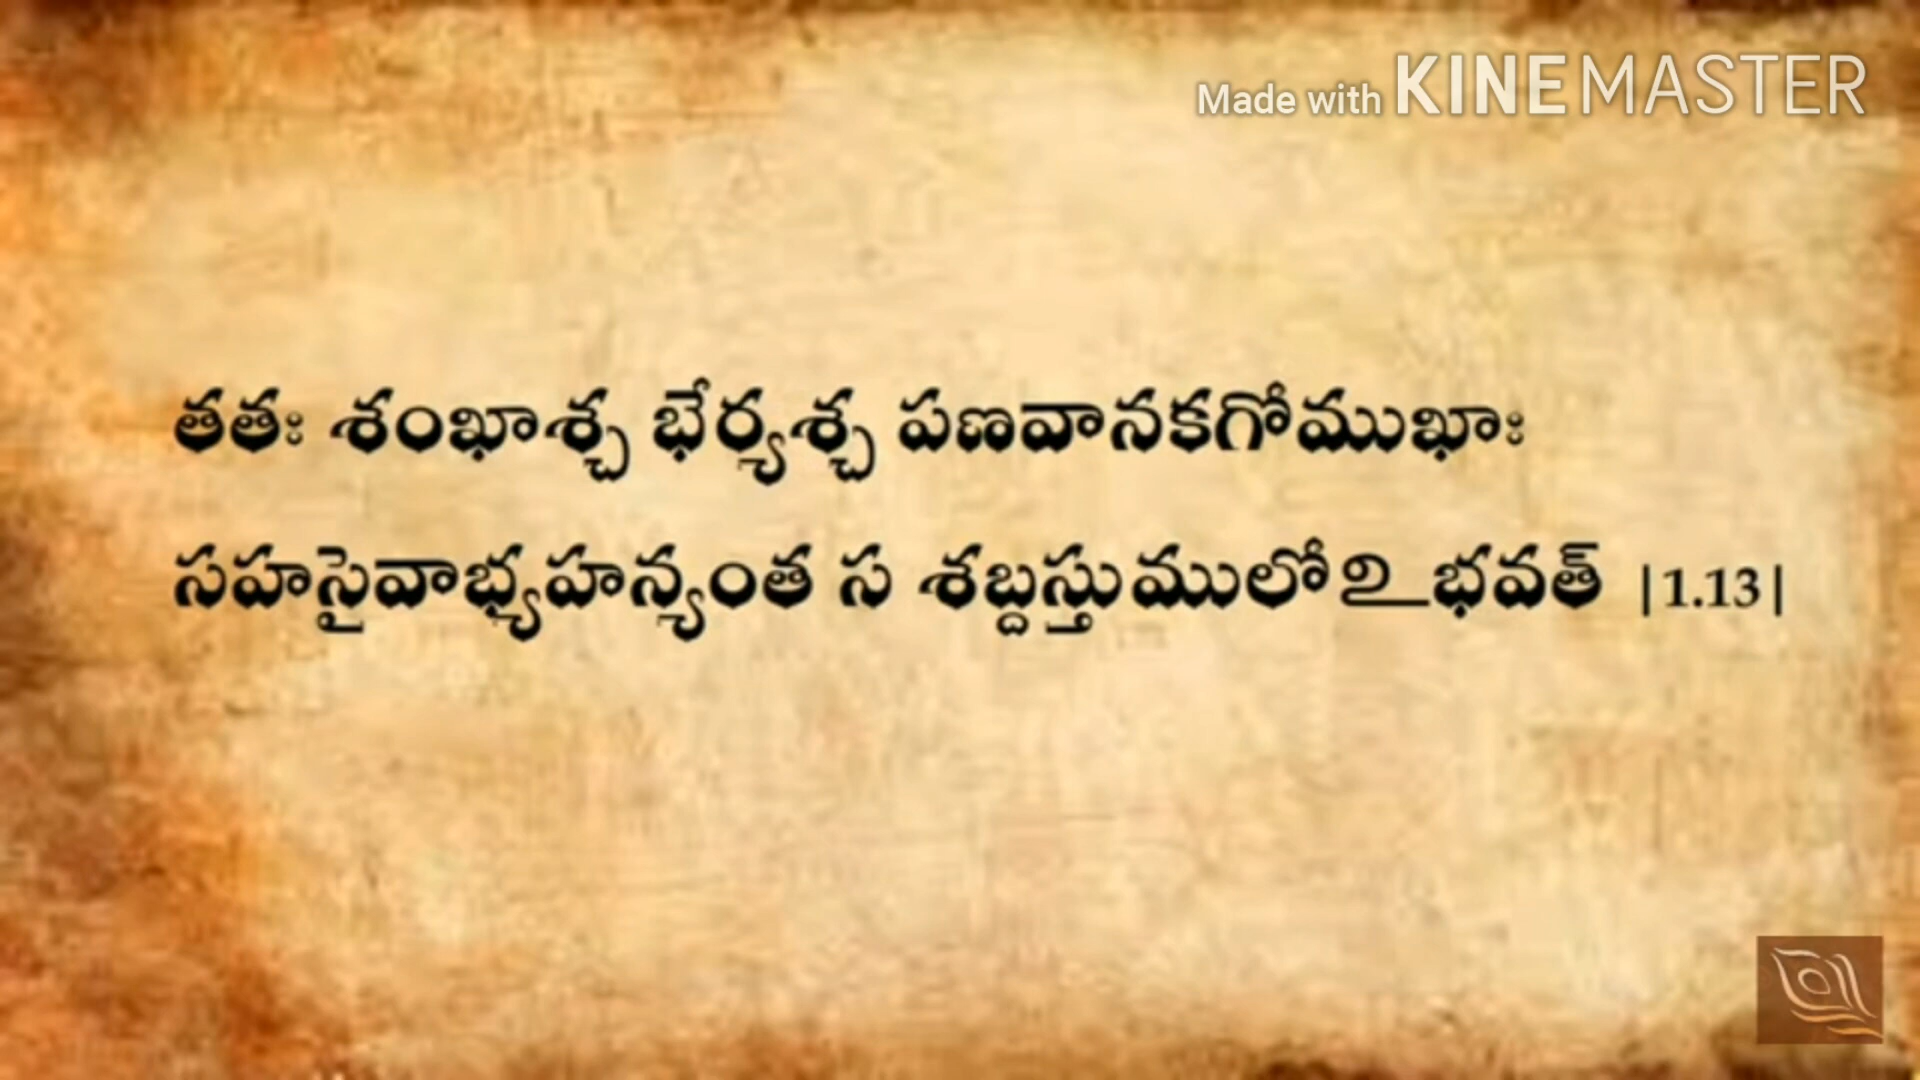 Made with KINEMASTER
తతః శంఖాశ్చ భేర్యశ్చ పణవానకగోముఖాః
సహసైవాభ్యహన్యంత స శబ్దస్తుములోఽభవత్ |1.13|